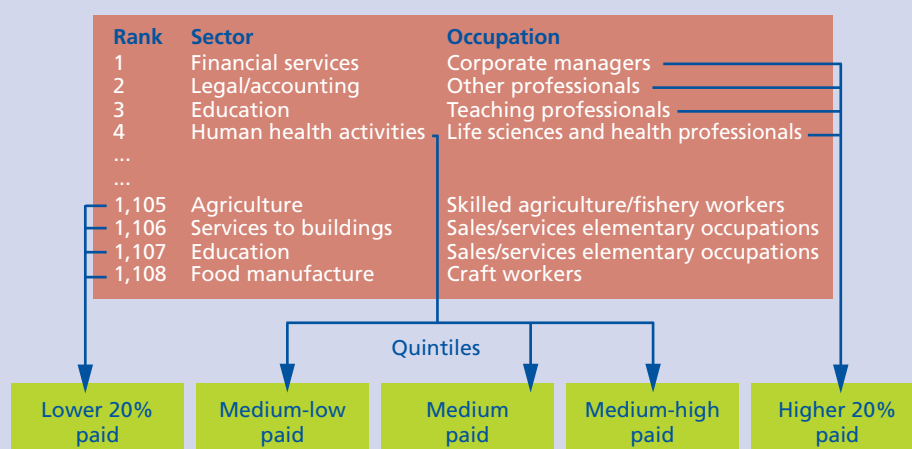 Rank Sector Occupation
1 Financial services Corporate managers
2 Legal/accounting Other professionals
3 Education Teaching professionals
4 Human health activities Life sciences and health professionals
...
...
1,105 Agriculture Skilled agriculture/fishery workers
1,106 Services to buildings Sales/services elementary occupations
1,107 Education Sales/services elementary occupations
1,108 Food manufacture Craft workers
Quintiles
Lower 20%
paid
Medium-low
paid
Medium
paid
Medium-high
paid
Higher 20%
paid